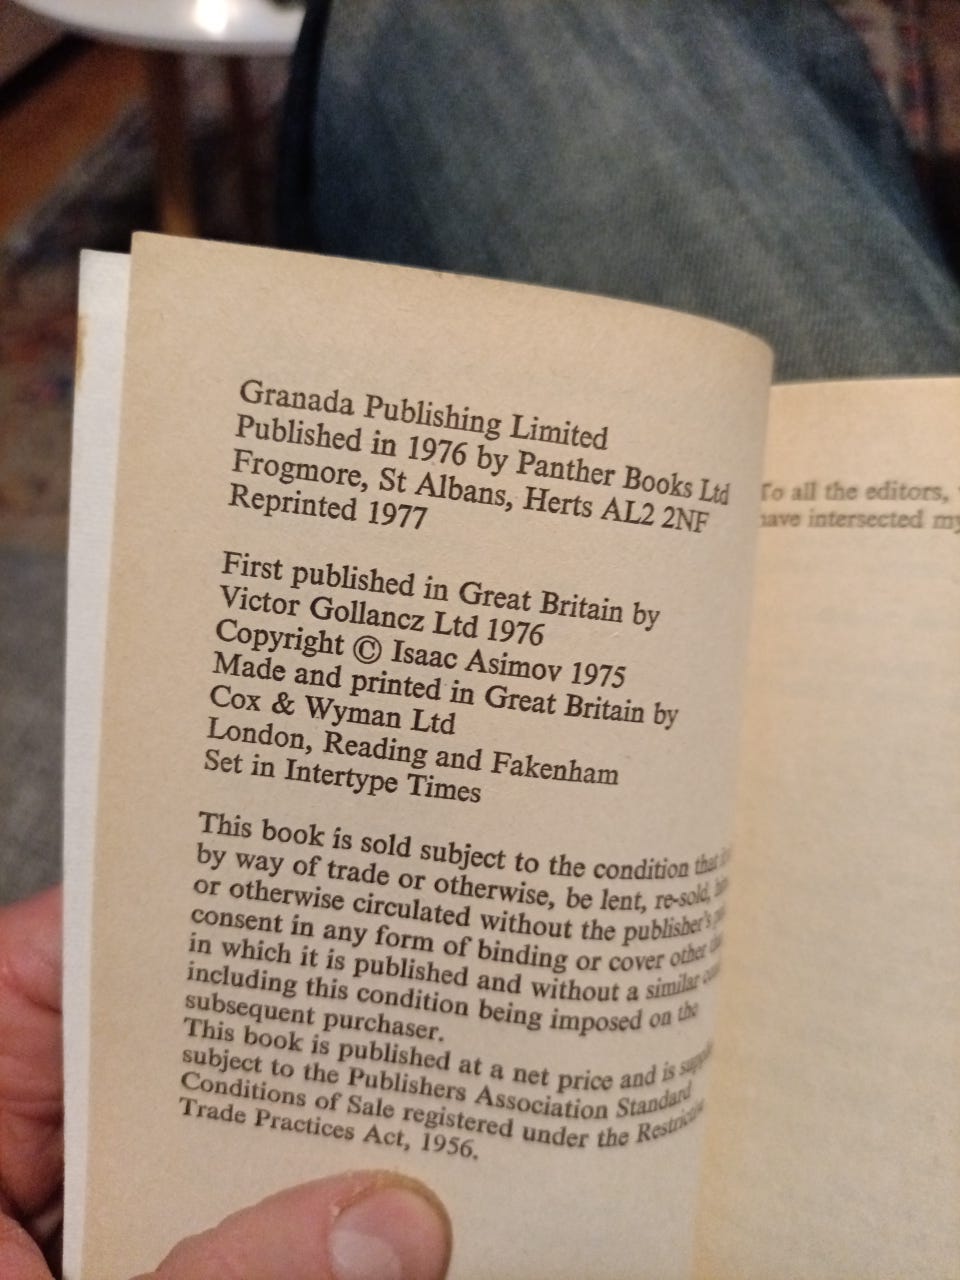 Granada Publishing Limited
Published in 1976 by Panther Books Ltd
Frogmore, St Albans, Herts AL2 2NF
Reprinted 1977
First published in Great Britain by
Victor Gollancz Ltd 1976
Copyright © Isaac Asimov 1975
Made and printed in Great Britain by
Cox & Wyman Ltd
London, Reading and Fakenham
Set in Intertype Times
This book is sold subject to the condition that
by way of trade or otherwise, be lent, re-sold,
or otherwise circulated without the publisher's
consent in any form of binding or cover other
in which it is published and without a similar
including this condition being imposed on the
subsequent purchaser.
This book is published at a net price and is
subject to the Publishers Association Standard
Conditions of Sale registered under the
Trade Practices Act, 1956.
To all the editors,
have intersected my